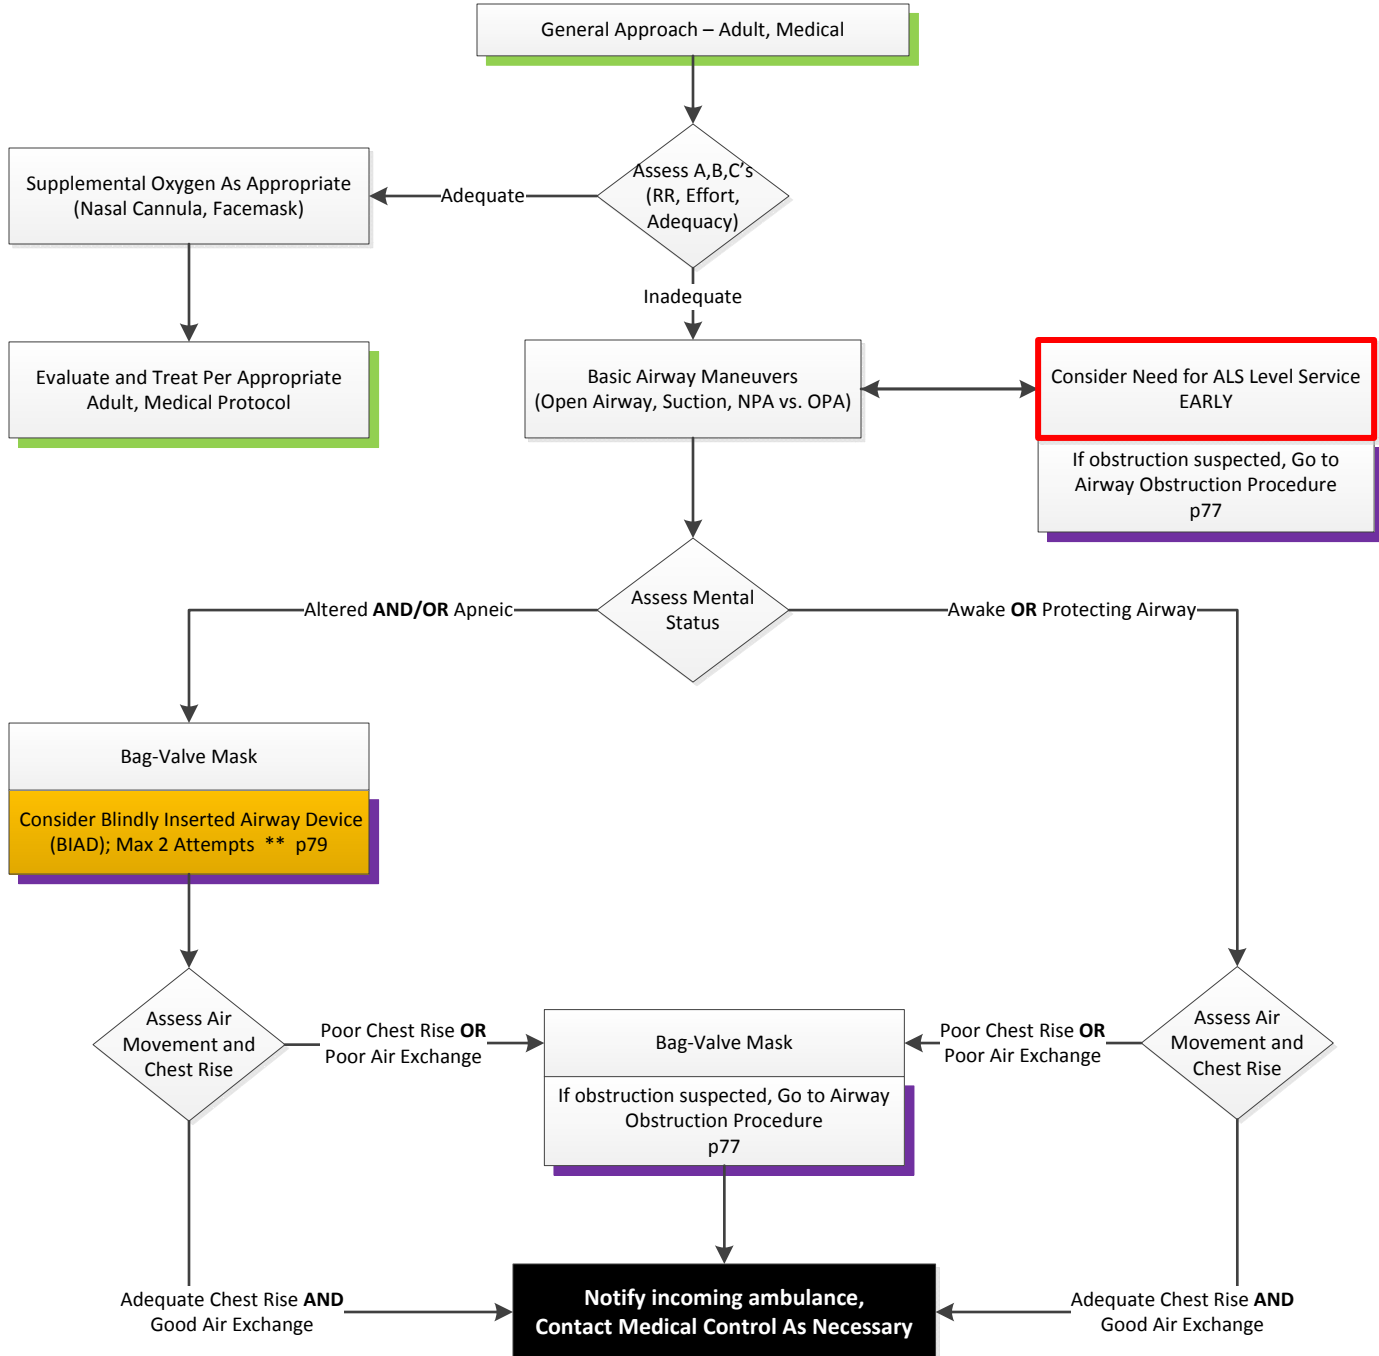 General Approach – Adult, Medical
Assess A,B,C's
(RR, Effort,
Adequacy)
Adequate
Supplemental Oxygen As Appropriate
(Nasal Cannula, Facemask)
Evaluate and Treat Per Appropriate
Adult, Medical Protocol
Inadequate
Basic Airway Maneuvers
(Open Airway, Suction, NPA vs. OPA)
Consider Need for ALS Level Service
EARLY
If obstruction suspected, Go to
Airway Obstruction Procedure
p77
Assess Mental
Status
Altered AND/OR Apneic
Awake OR Protecting Airway
Bag-Valve Mask
Consider Blindly Inserted Airway Device
(BIAD); Max 2 Attempts ** p79
Assess Air
Movement and
Chest Rise
Poor Chest Rise OR
Poor Air Exchange
Bag-Valve Mask
If obstruction suspected, Go to Airway
Obstruction Procedure
p77
Poor Chest Rise OR
Poor Air Exchange
Assess Air
Movement and
Chest Rise
Adequate Chest Rise AND
Good Air Exchange
Notify incoming ambulance,
Contact Medical Control As Necessary
Adequate Chest Rise AND
Good Air Exchange